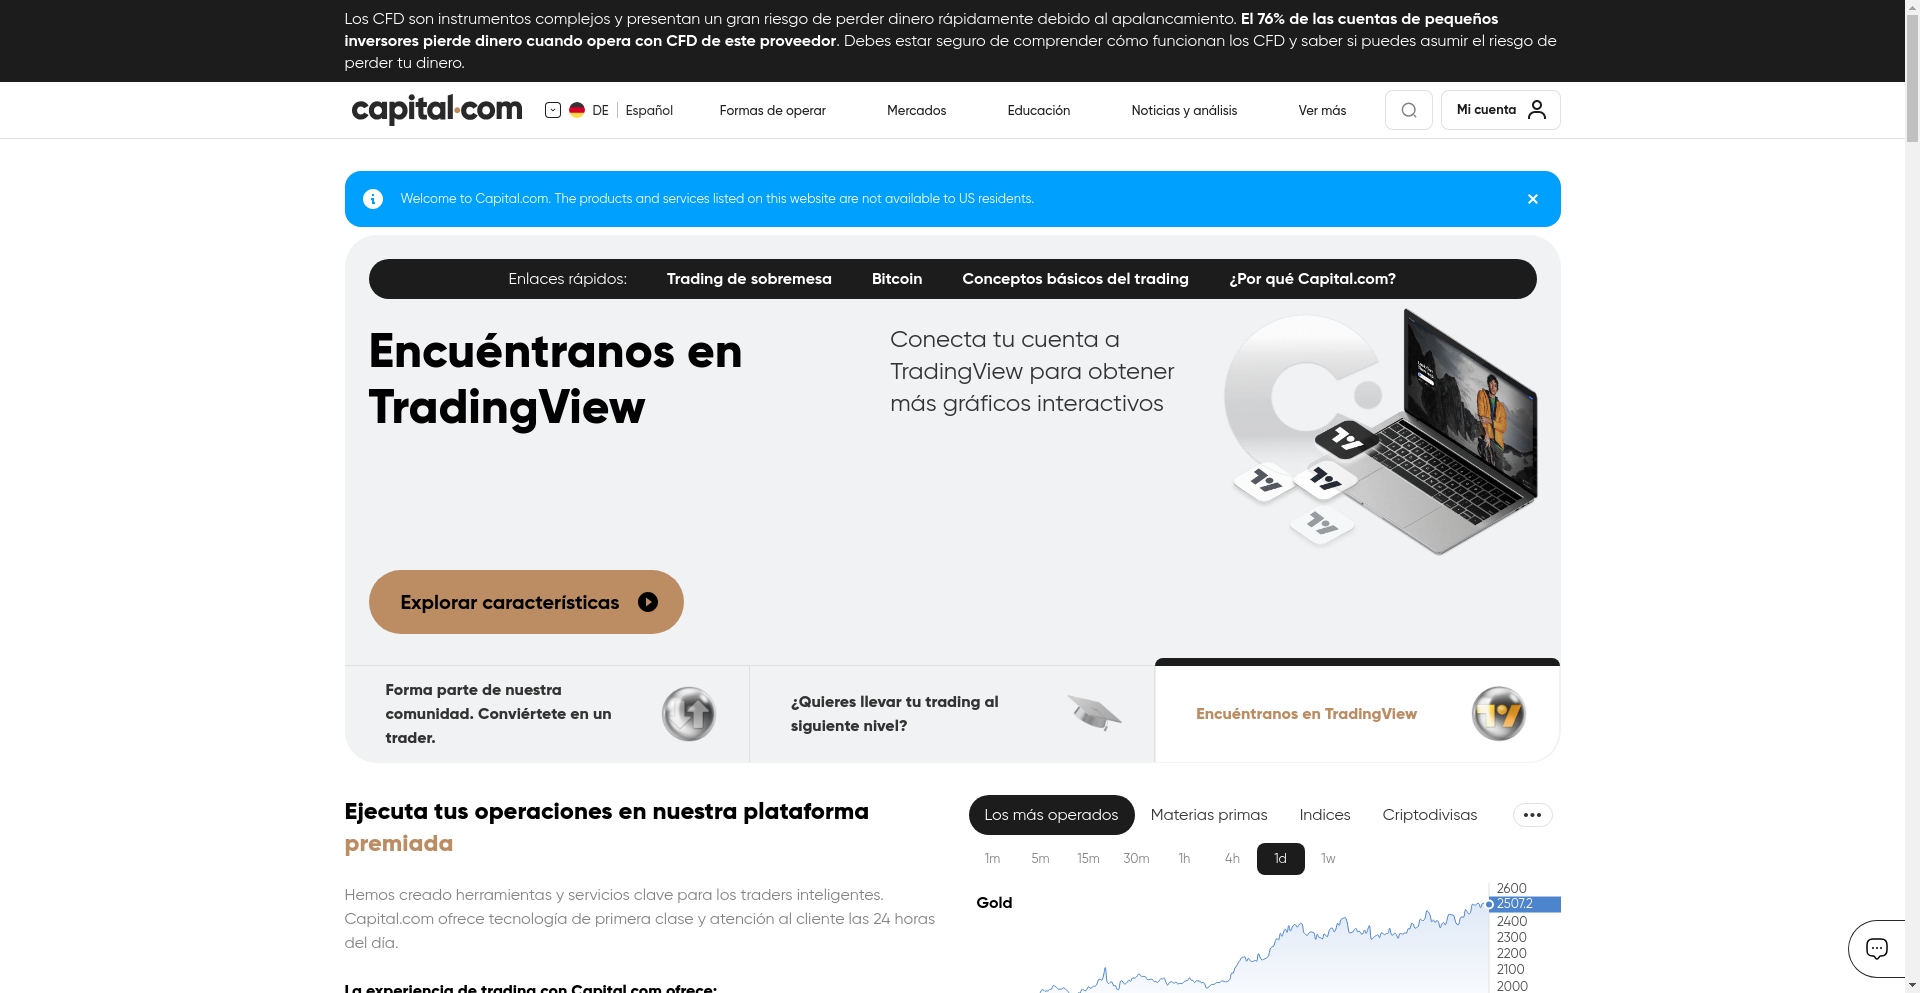 Los CFD son instrumentos complejos y presentan un gran riesgo de perder dinero rápidamente debido al apalancamiento. El 76% de las cuentas de pequeños
inversores pierde dinero cuando opera con CFD de este proveedor. Debes estar seguro de comprender cómo funcionan los CFD y saber si puedes asumir el riesgo de
perder tu dinero.
capital.com
DE
Español
Formas de operar
Mercados
Educación
Noticias y análisis
Ver más
Mi cuenta
Welcome to Capital.com. The products and services listed on this website are not available to US residents.
Enlaces rápidos:
Trading de sobremesa
Bitcoin
Conceptos básicos del trading
¿Por qué Capital.com?
Encuéntranos en
TradingView
Conecta tu cuenta a
TradingView para obtener
más gráficos interactivos
Explorar características
Forma parte de nuestra
comunidad. Conviértete en un
trader.
¿Quieres llevar tu trading al
siguiente nivel?
Encuéntranos en TradingView
Ejecuta tus operaciones en nuestra plataforma
premiada
Hemos creado herramientas y servicios clave para los traders inteligentes.
Capital.com ofrece tecnología de primera clase y atención al cliente las 24 horas
del día.
La experiencia de trading con Capital.com ofrece:
Los más operados
Materias primas
Indices
Criptodivisas
1m
5m
15m
30m
1h
4h
1d
1w
Gold
2600
2507.2
2400
2300
2200
2100
2000